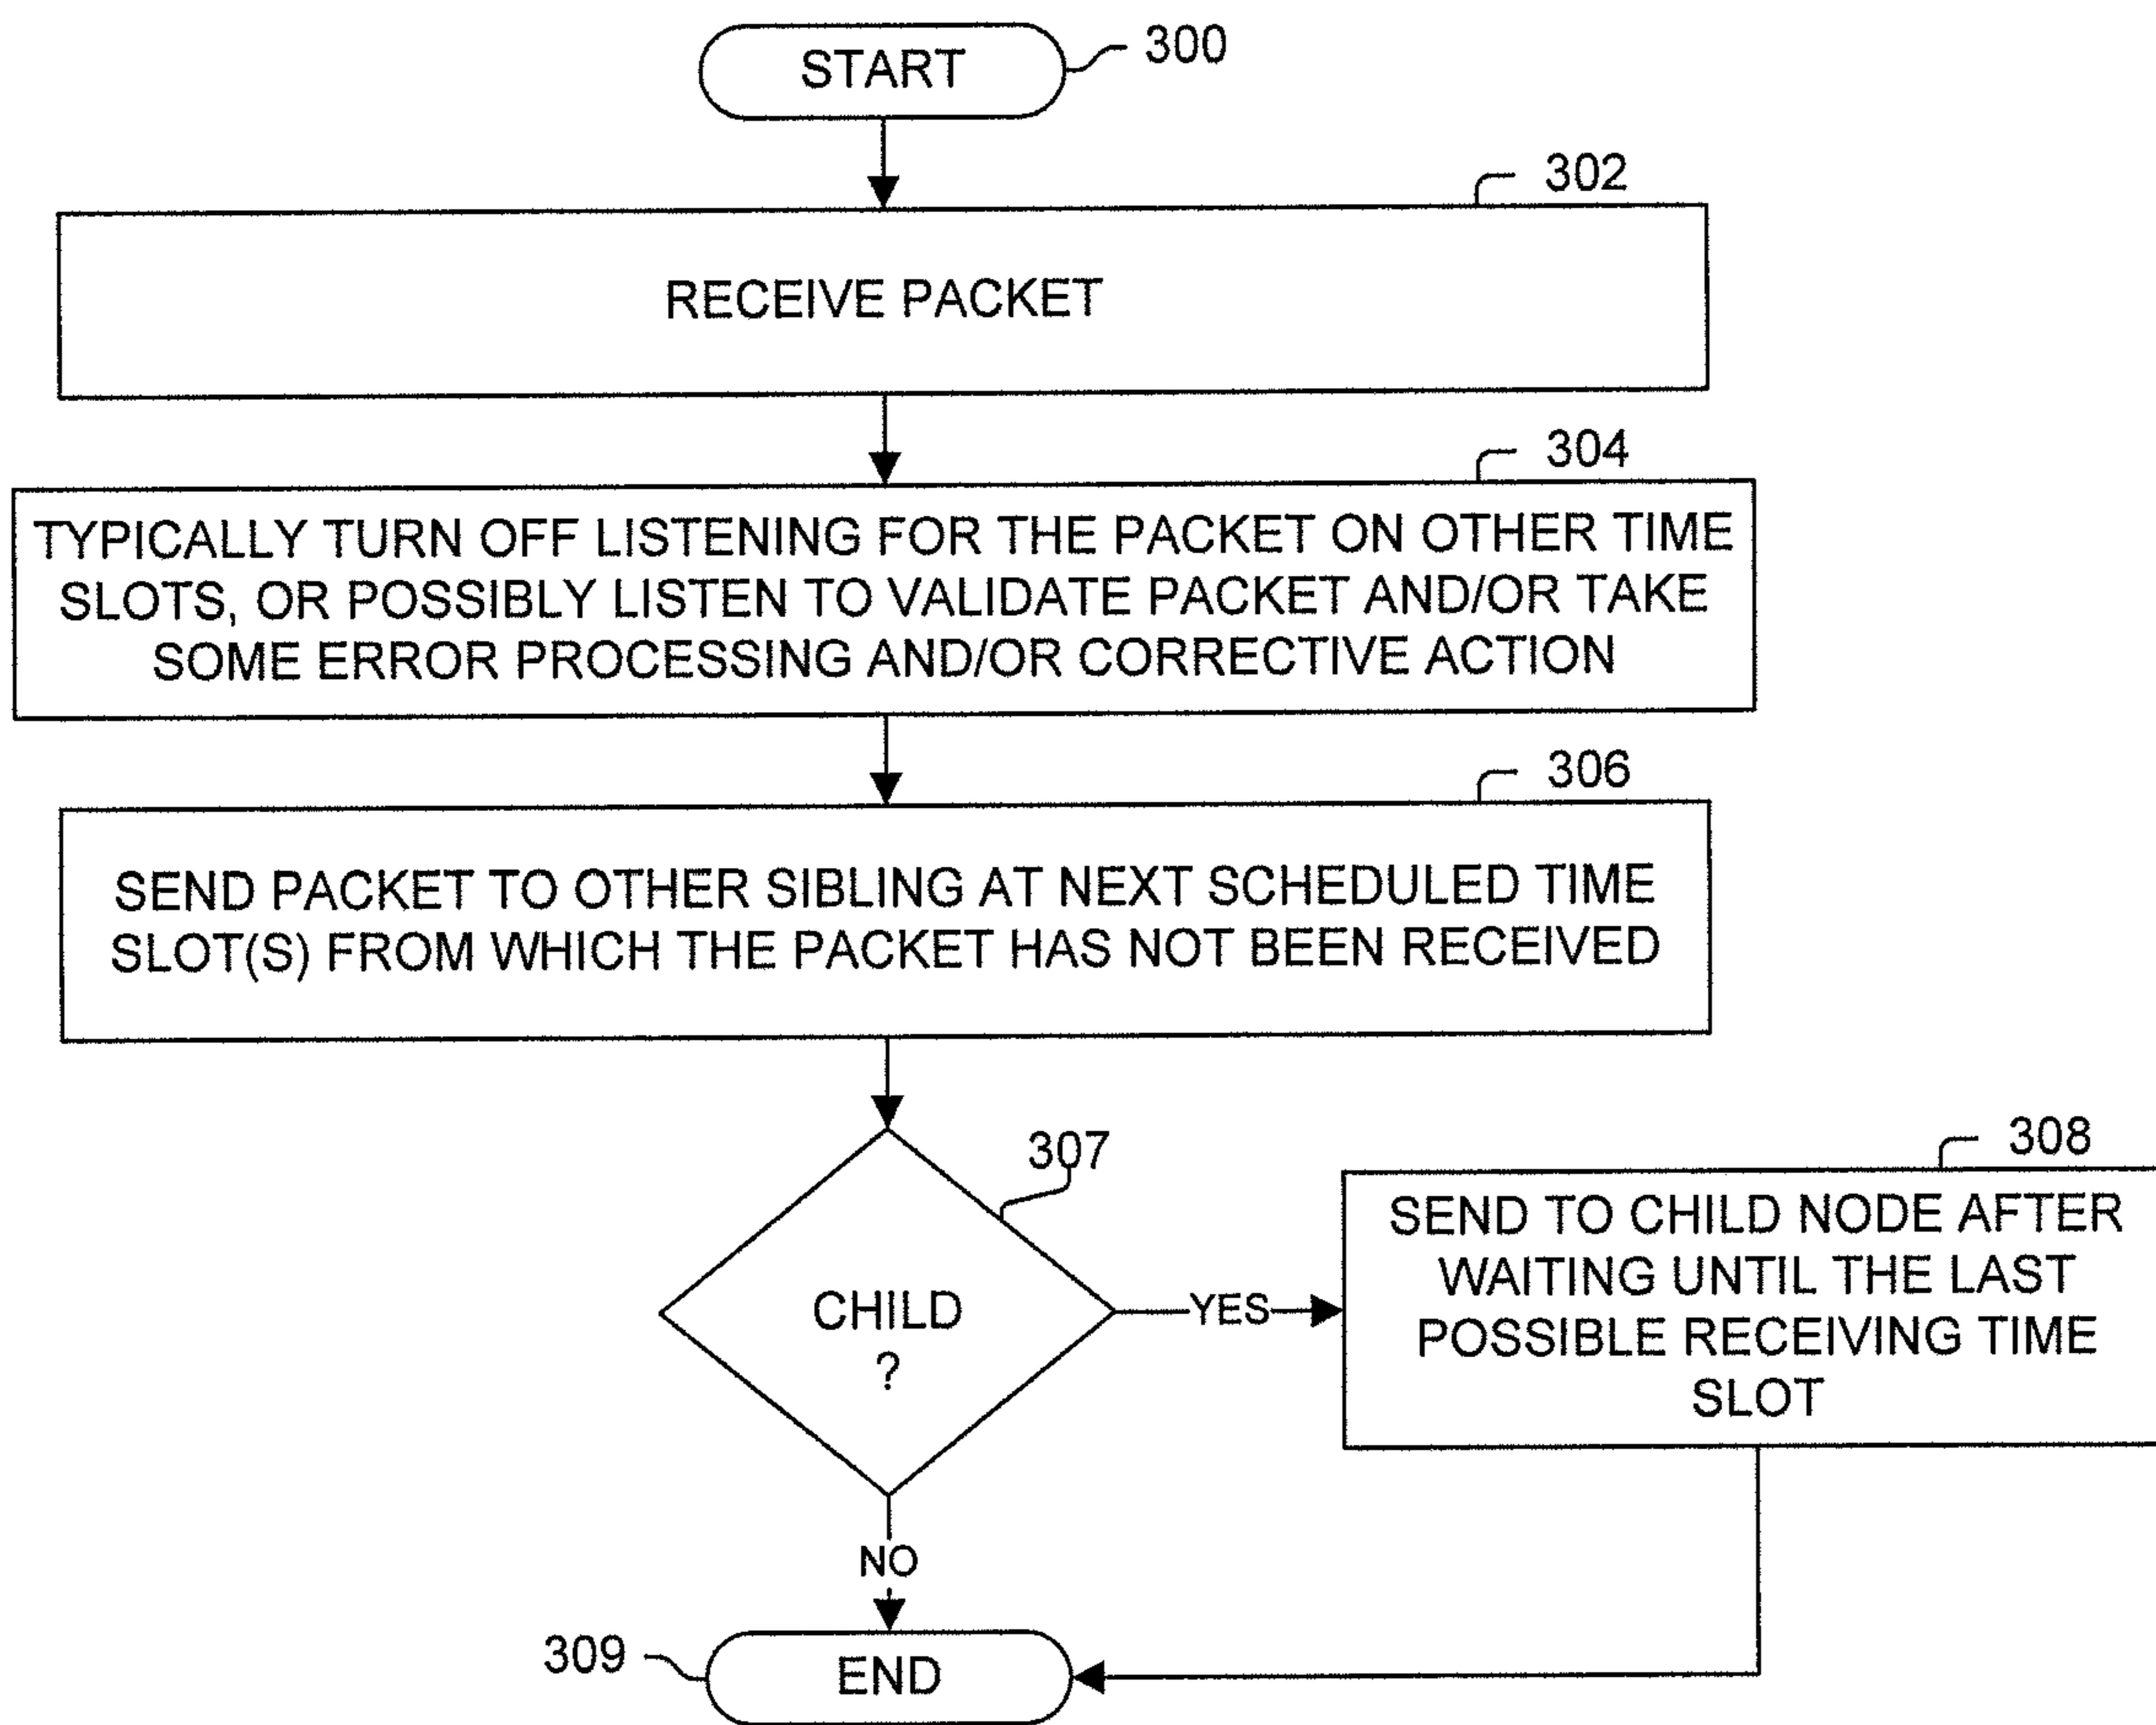 START
300
302
RECEIVE PACKET
304
TYPICALLY TURN OFF LISTENING FOR THE PACKET ON OTHER TIME
SLOTS, OR POSSIBLY LISTEN TO VALIDATE PACKET AND/OR TAKE
SOME ERROR PROCESSING AND/OR CORRECTIVE ACTION
306
SEND PACKET TO OTHER SIBLING AT NEXT SCHEDULED TIME
SLOT(S) FROM WHICH THE PACKET HAS NOT BEEN RECEIVED
307
CHILD
?
YES
308
SEND TO CHILD NODE AFTER
WAITING UNTIL THE LAST
POSSIBLE RECEIVING TIME
SLOT
NO
309
END